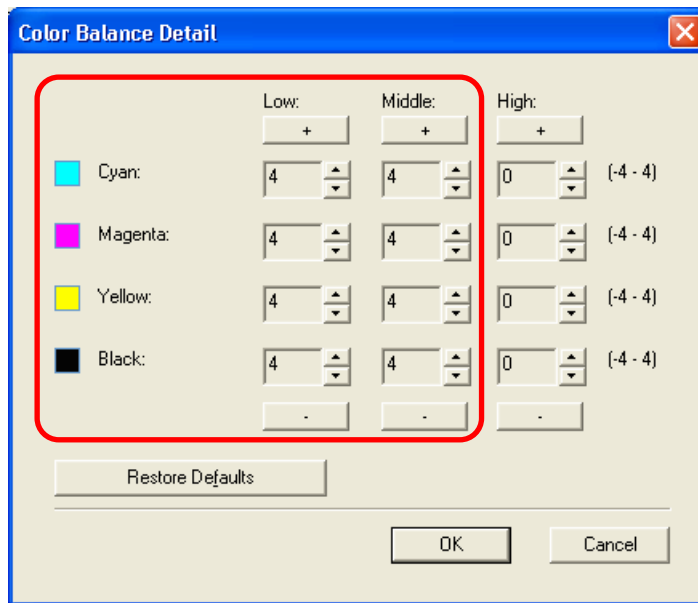 Color Balance Detail
Low: Middle: High:
+ + +
Cyan: 4 4 0 (-4 - 4)
Magenta: 4 4 0 (-4 - 4)
Yellow: 4 4 0 (-4 - 4)
Black: 4 4 0 (-4 - 4)
- - -
Restore Defaults
OK Cancel